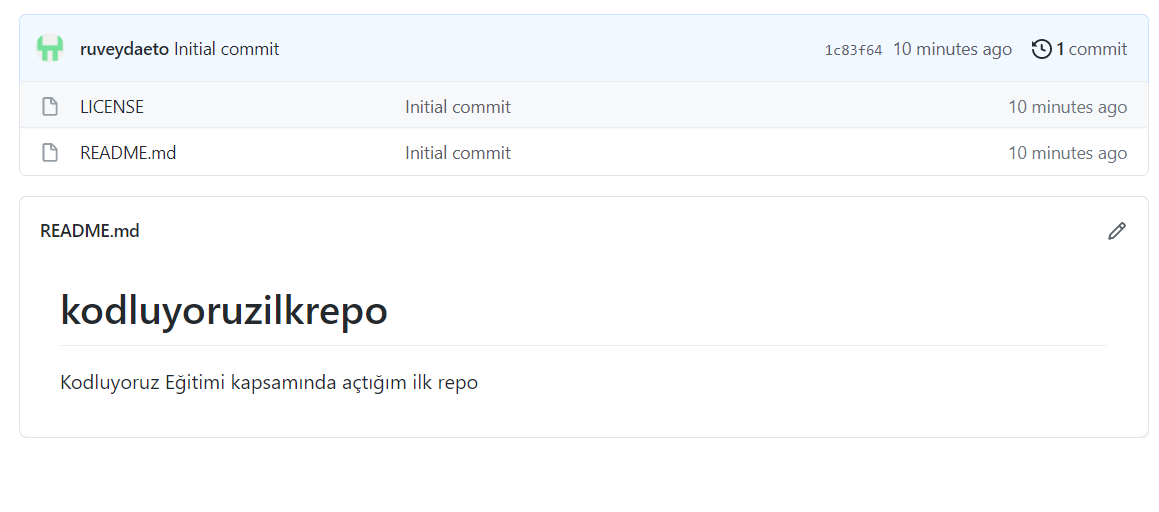 ruveydaeto Initial commit 1c83f64 10 minutes ago 1 commit
LICENSE Initial commit 10 minutes ago
README.md Initial commit 10 minutes ago
README.md
kodluyoruzilkrepo
Kodluyoruz Eğitimi kapsamında açtığım ilk repo